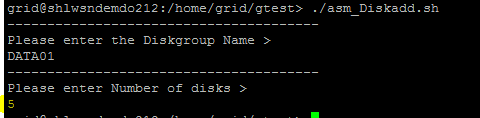 grid@shlwsndemdo212:/home/grid/gtest> ./asm_Diskadd.sh
---------------------------------------
Please enter the Diskgroup Name >
DATA01
---------------------------------------
Please enter Number of disks >
5